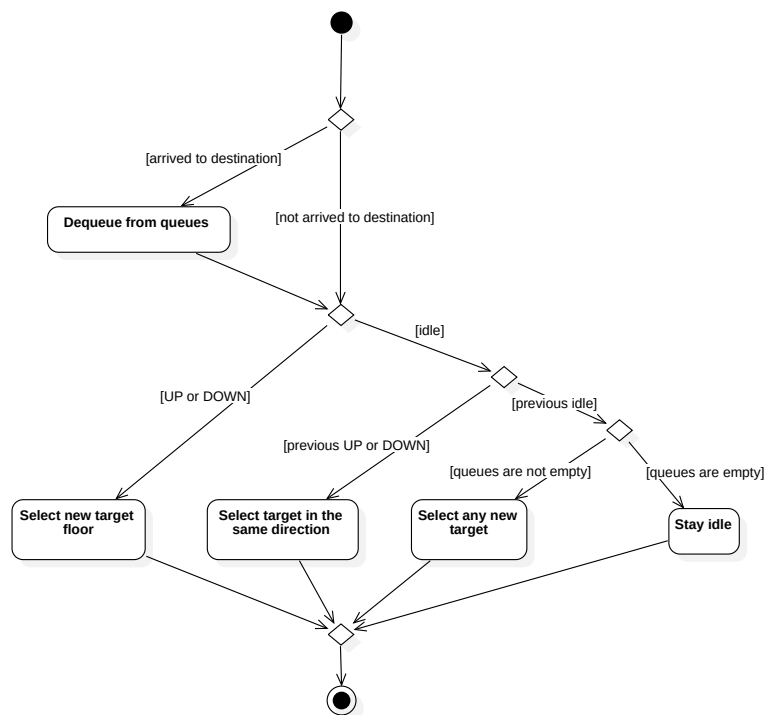 [arrived to destination]
Dequeue from queues
[not arrived to destination]
[idle]
[UP or DOWN]
[previous idle]
[previous UP or DOWN]
[queues are not empty]
[queues are empty]
Select new target
floor
Select target in the
same direction
Select any new
target
Stay idle